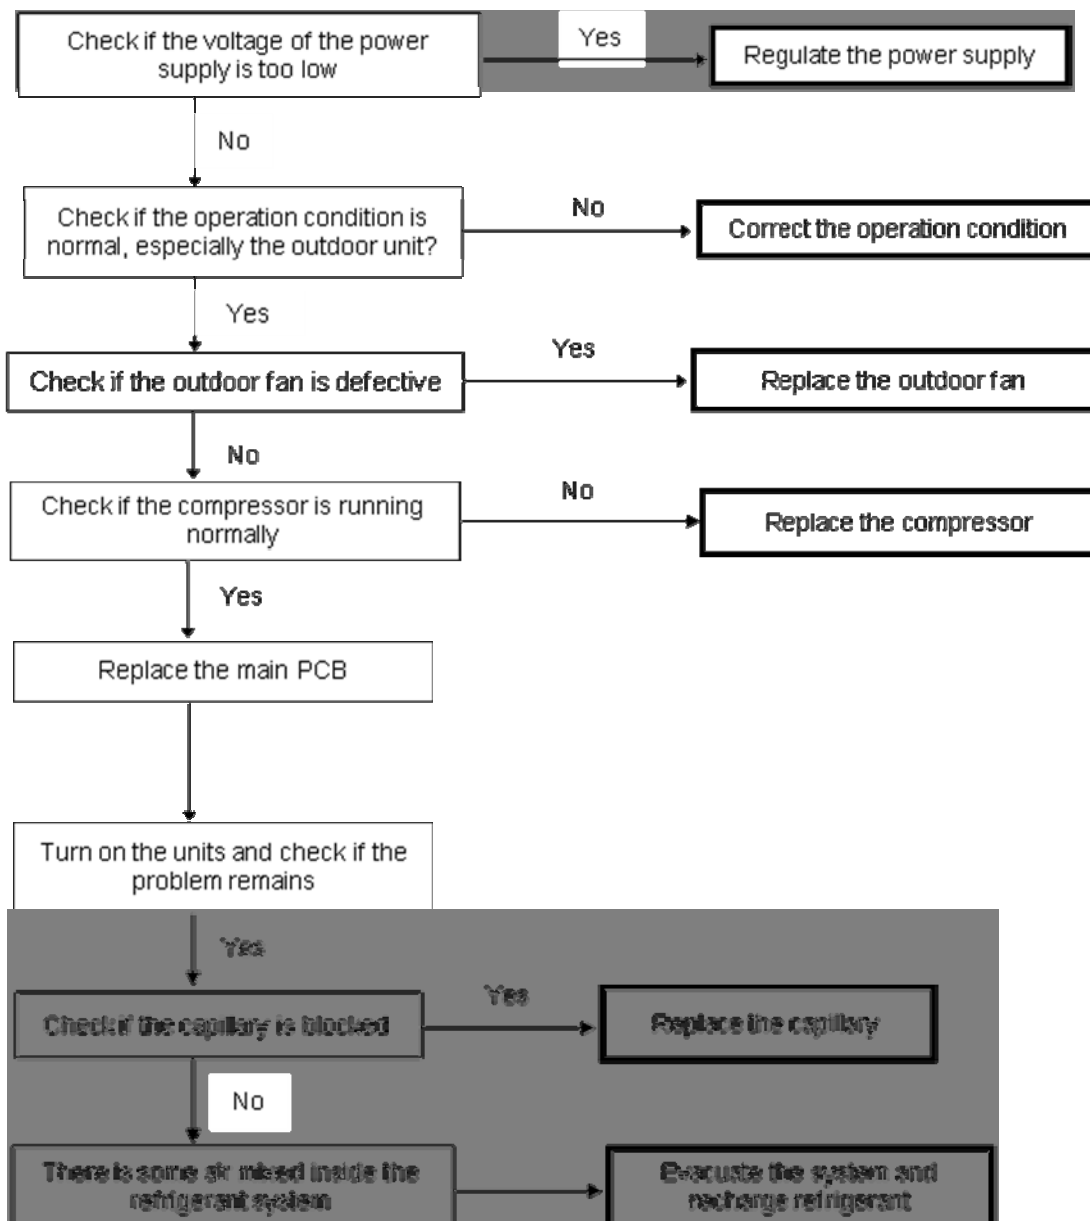 Check if the voltage of the power
supply is too low
Yes
Regulate the power supply
No
Check if the operation condition is
normal, especially the outdoor unit?
No
Correct the operation condition
Yes
Check if the outdoor fan is defective
Yes
Replace the outdoor fan
No
Check if the compressor is running
normally
No
Replace the compressor
Yes
Replace the main PCB
Turn on the units and check if the
problem remains
Yes
Check if the capillary is blocked
Yes
Replace the capillary
No
There is some air mixed inside the
refrigerant system
Evacuate the system and
recharge refrigerant